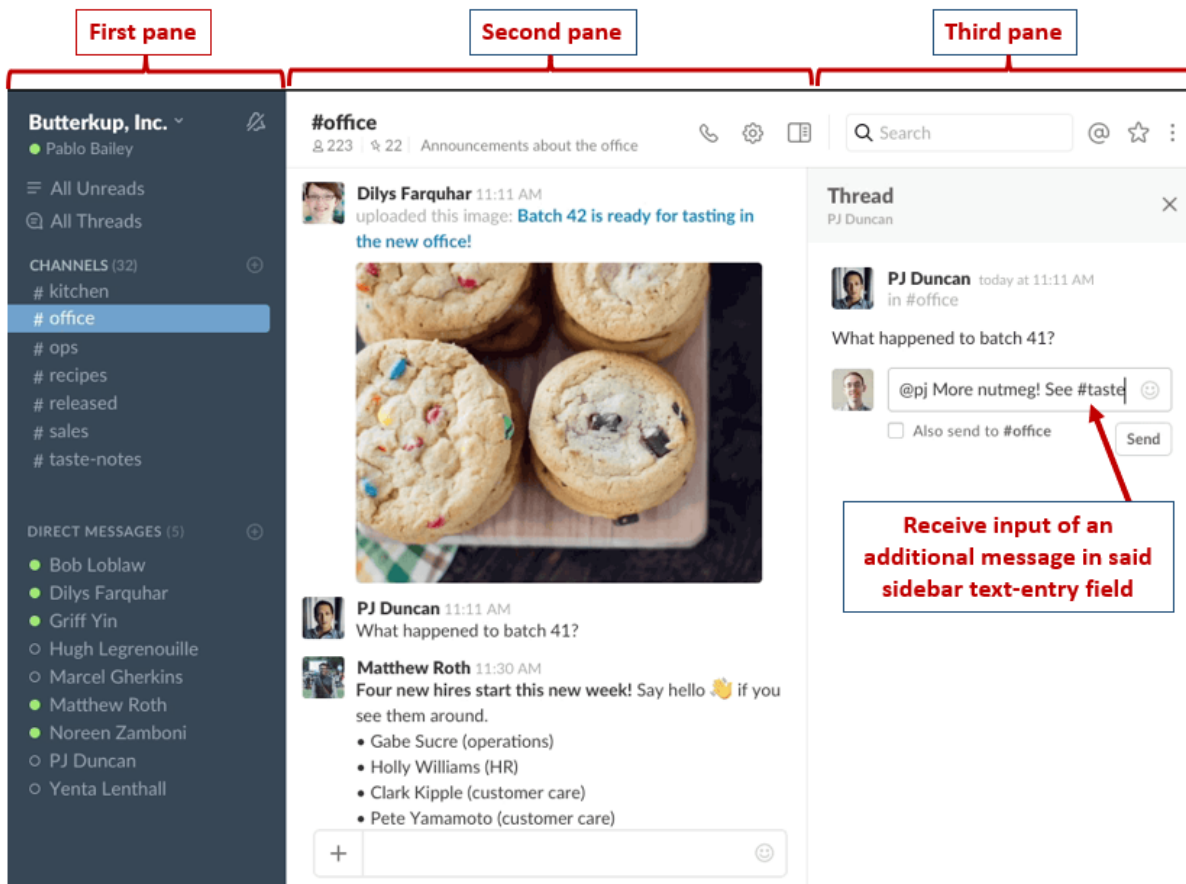 First pane
Second pane
Third pane
Butterkup, Inc.
Pablo Bailey
All Unreads
All Threads
CHANNELS (32)
# kitchen
# office
# ops
# recipes
# released
# sales
# taste-notes
DIRECT MESSAGES (5)
Bob Loblaw
Dilys Farquhar
Griff Yin
Hugh Legrenouille
Marcel Gherkins
Matthew Roth
Noreen Zamboni
PJ Duncan
Yenta Lenthall
#office
223 | 22 | Announcements about the office
Search
Dilys Farquhar 11:11 AM
uploaded this image: Batch 42 is ready for tasting in
the new office!
PJ Duncan 11:11 AM
What happened to batch 41?
Matthew Roth 11:30 AM
Four new hires start this new week! Say hello 👋 if you
see them around.
• Gabe Sucre (operations)
• Holly Williams (HR)
• Clark Kipple (customer care)
• Pete Yamamoto (customer care)
+
Thread
PJ Duncan
PJ Duncan today at 11:11 AM
in #office
What happened to batch 41?
@pj More nutmeg! See #taste
Also send to #office
Send
Receive input of an
additional message in said
sidebar text-entry field